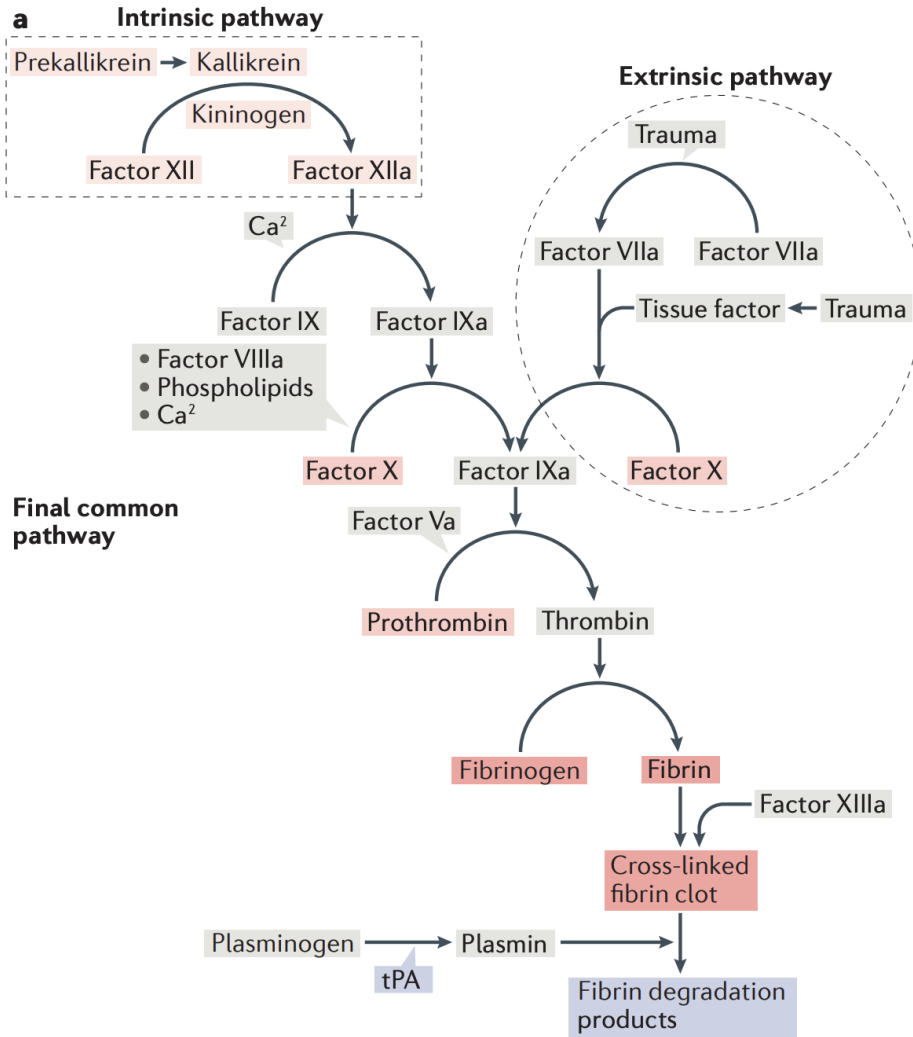 a
Intrinsic pathway
Prekallikrein
Kallikrein
Kininogen
Factor XII
Factor XIIa
Extrinsic pathway
Trauma
Factor VIIa
Factor VIIa
Tissue factor
Trauma
Ca²
Factor IX
Factor IXa
• Factor VIIIa
• Phospholipids
• Ca²
Factor X
Factor IXa
Factor X
Final common
pathway
Factor Va
Prothrombin
Thrombin
Fibrinogen
Fibrin
Factor XIIIa
Cross-linked
fibrin clot
Plasminogen
Plasmin
tPA
Fibrin degradation
products